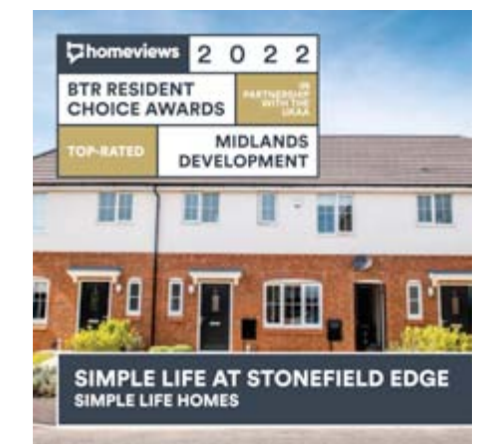 homeviews 2 0 2 2
BTR RESIDENT
CHOICE AWARDS
IN
PARTNERSHIP
WITH THE
UKAA
TOP-RATED
MIDLANDS
DEVELOPMENT
SIMPLE LIFE AT STONEFIELD EDGE
SIMPLE LIFE HOMES